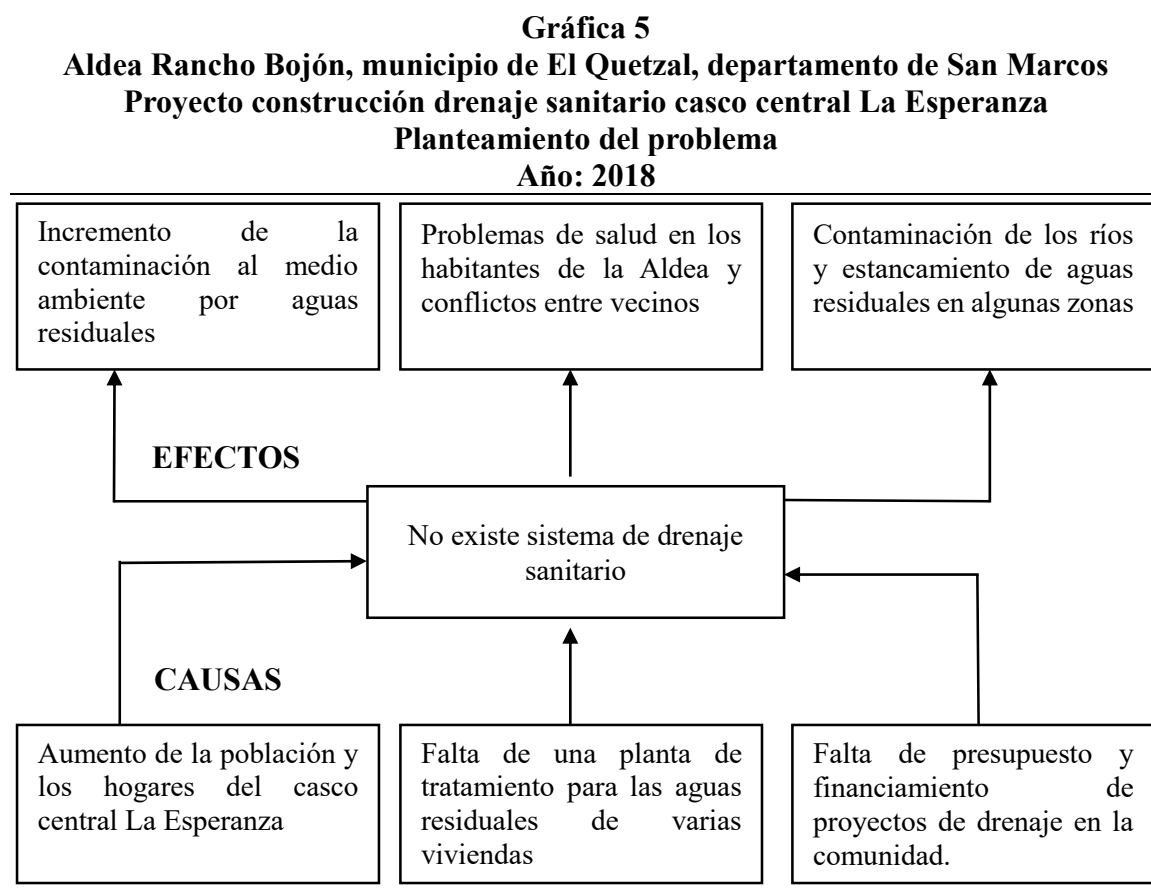 Gráfica 5
Aldea Rancho Bojón, municipio de El Quetzal, departamento de San Marcos
Proyecto construcción drenaje sanitario casco central La Esperanza
Planteamiento del problema
Año: 2018
Incremento de la
contaminación al medio
ambiente por aguas
residuales
Problemas de salud en los
habitantes de la Aldea y
conflictos entre vecinos
Contaminación de los ríos
y estancamiento de aguas
residuales en algunas zonas
EFECTOS
No existe sistema de drenaje
sanitario
CAUSAS
Aumento de la población y
los hogares del casco
central La Esperanza
Falta de una planta de
tratamiento para las aguas
residuales de varias
viviendas
Falta de presupuesto y
financiamiento de
proyectos de drenaje en la
comunidad.